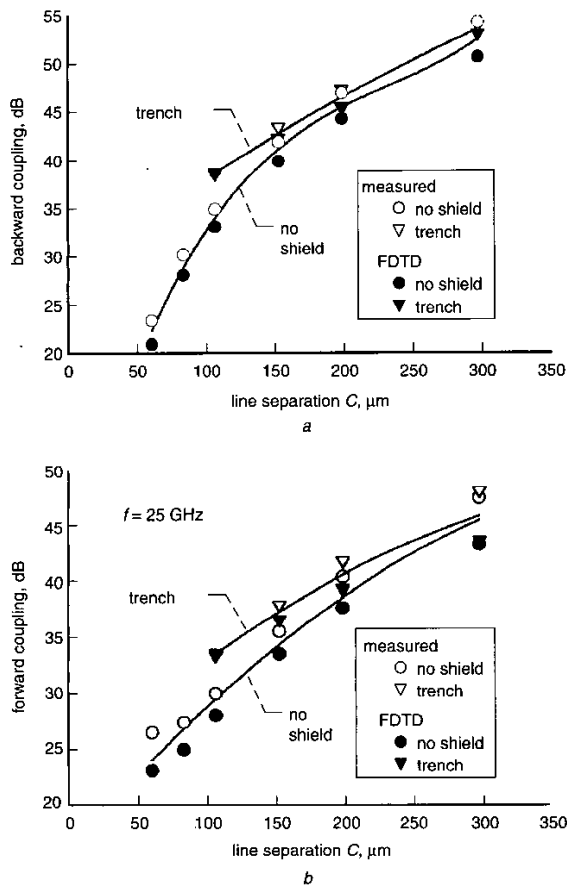 55
50
45
40
35
30
25
20
backward coupling, dB
trench
no
shield
measured
no shield
trench
FDTD
no shield
trench
0 50 100 150 200 250 300 350
line separation C, μm
a
50
45
40
35
30
25
20
forward coupling, dB
f = 25 GHz
trench
no
shield
measured
no shield
trench
FDTD
no shield
trench
0 50 100 150 200 250 300 350
line separation C, μm
b